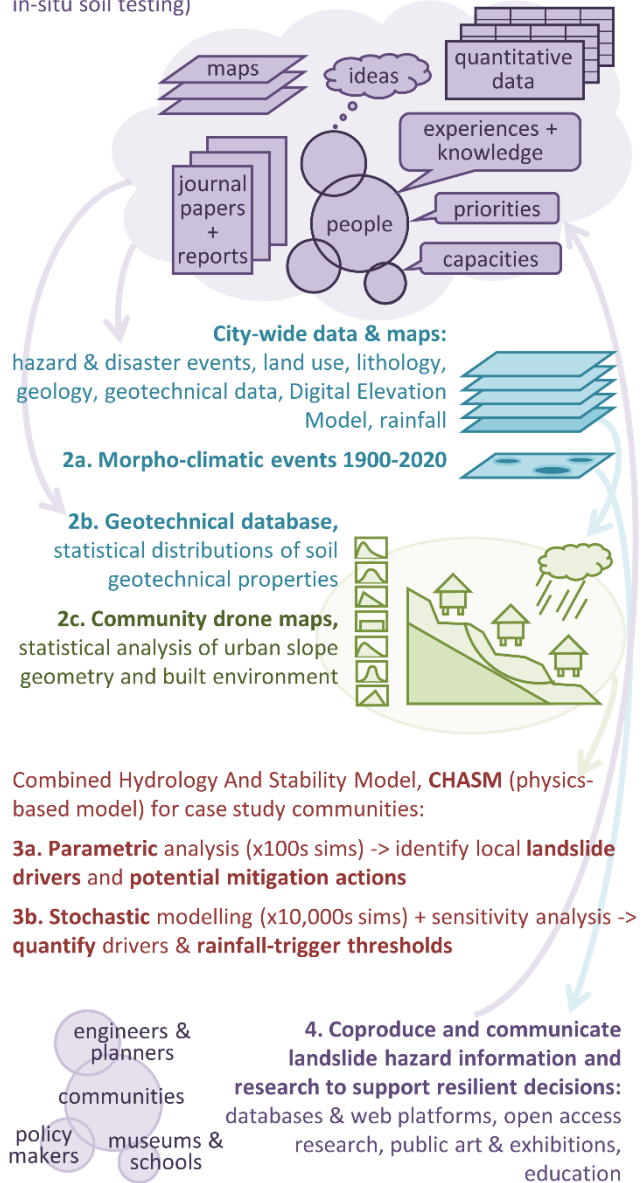 in-situ soil testing)
maps
ideas
quantitative
data
experiences +
knowledge
journal
papers
+
reports
people
priorities
capacities
City-wide data & maps:
hazard & disaster events, land use, lithology,
geology, geotechnical data, Digital Elevation
Model, rainfall
2a. Morpho-climatic events 1900-2020
2b. Geotechnical database,
statistical distributions of soil
geotechnical properties
2c. Community drone maps,
statistical analysis of urban slope
geometry and built environment
Combined Hydrology And Stability Model, CHASM (physics-
based model) for case study communities:
3a. Parametric analysis (x100s sims) -> identify local landslide
drivers and potential mitigation actions
3b. Stochastic modelling (x10,000s sims) + sensitivity analysis ->
quantify drivers & rainfall-trigger thresholds
engineers &
planners
communities
policy
makers
museums &
schools
4. Coproduce and communicate
landslide hazard information and
research to support resilient decisions:
databases & web platforms, open access
research, public art & exhibitions,
education